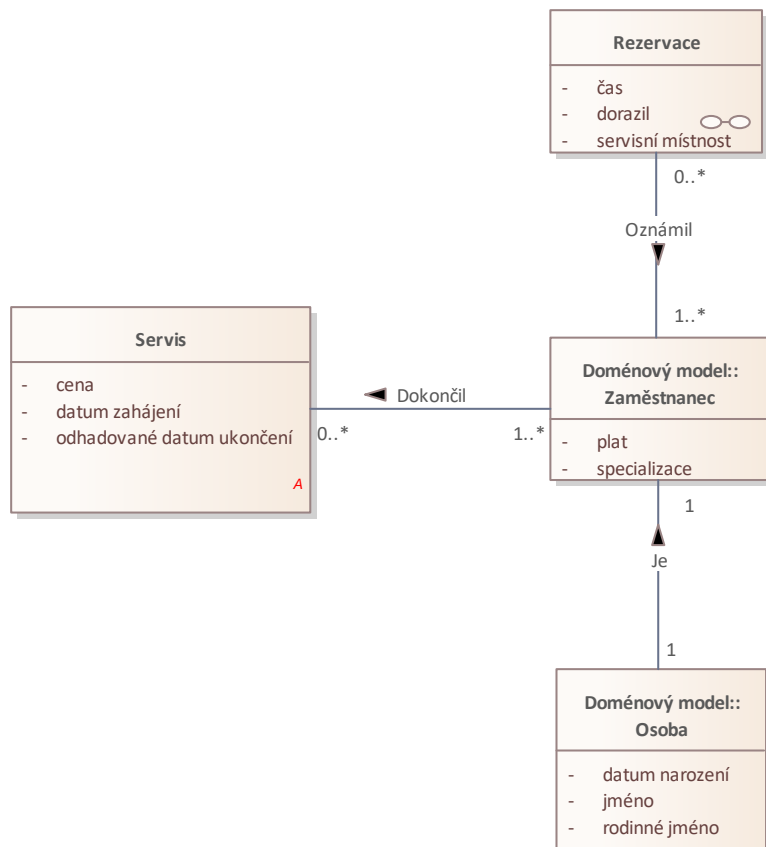 Rezervace
- čas
- dorazil
- servisní místnost
0..*
Oznámil
1..*
Servis
- cena
- datum zahájení
- odhadované datum ukončení
A
Dokončil
0..*
1..*
Doménový model::
Zaměstnanec
- plat
- specializace
1
Je
1
Doménový model::
Osoba
- datum narození
- jméno
- rodinné jméno